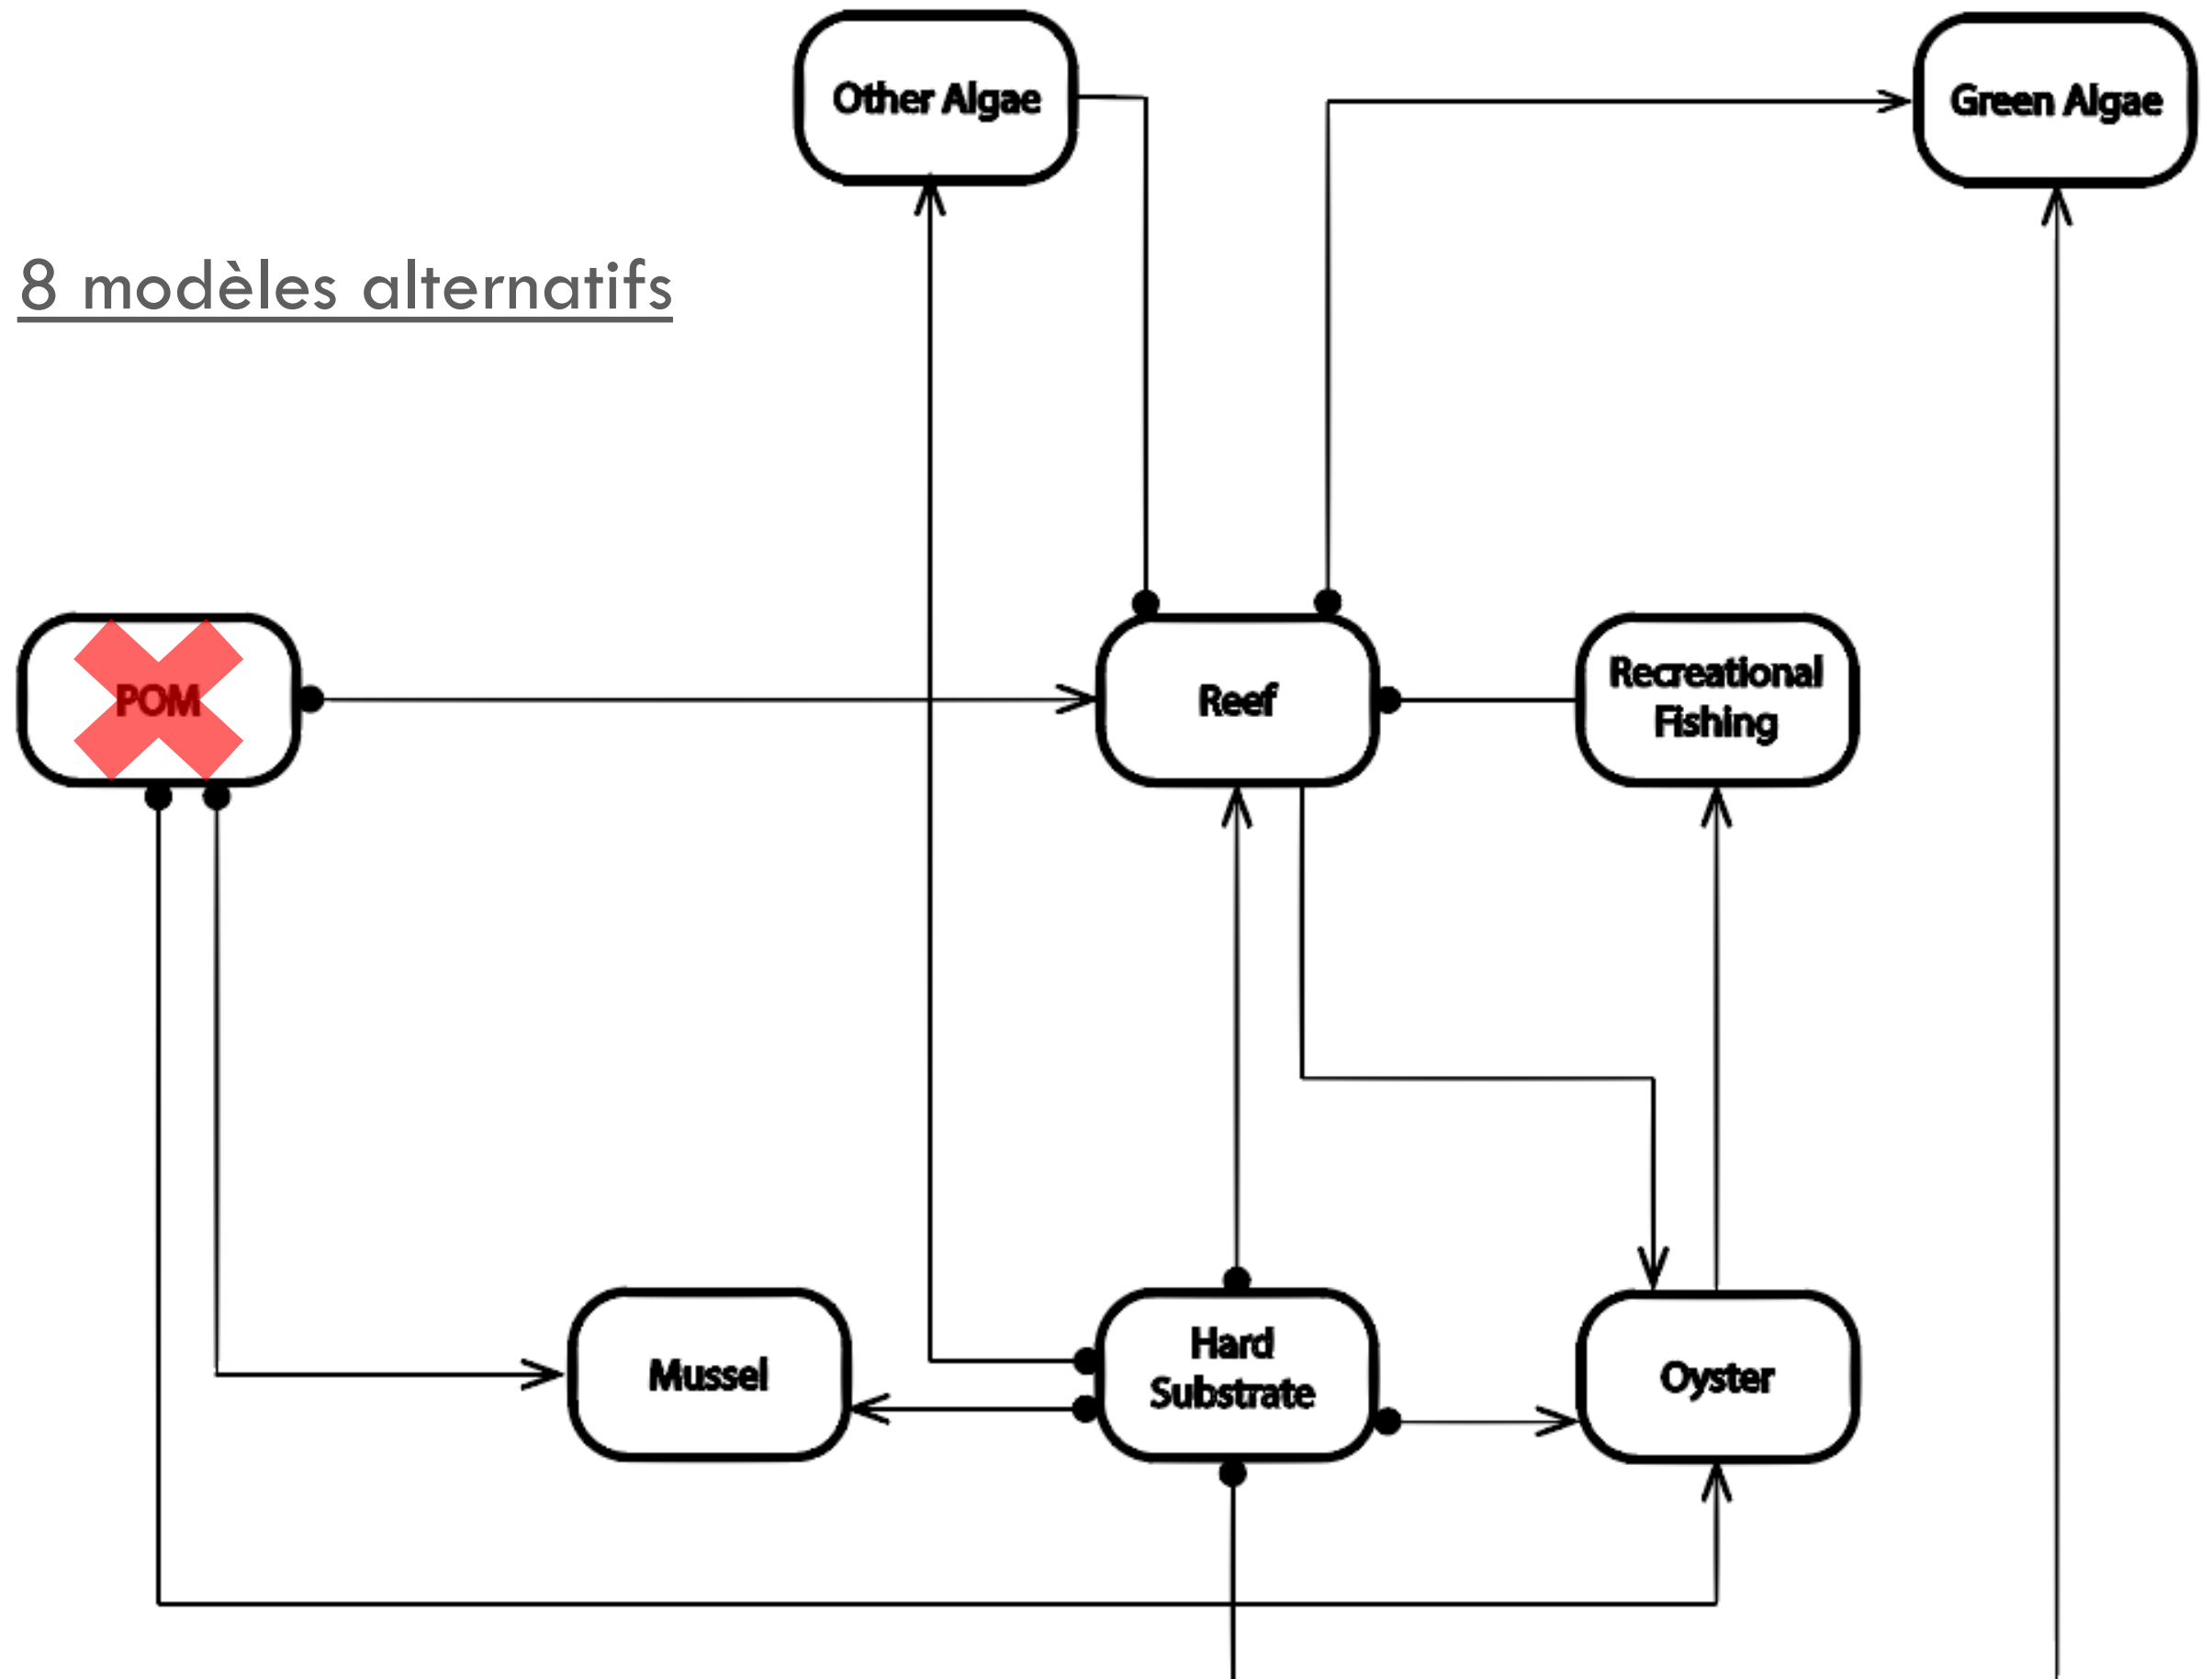 Other Algae
Green Algae
8 modèles alternatifs
POM
Reef
Recreational
Fishing
Mussel
Hard
Substrate
Oyster